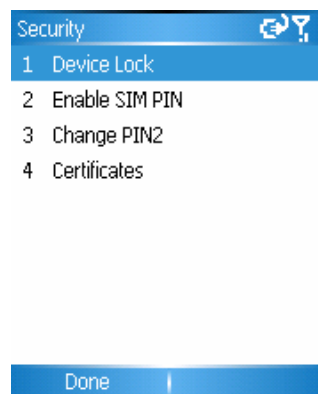 Security
1 Device Lock
2 Enable SIM PIN
3 Change PIN2
4 Certificates
Done